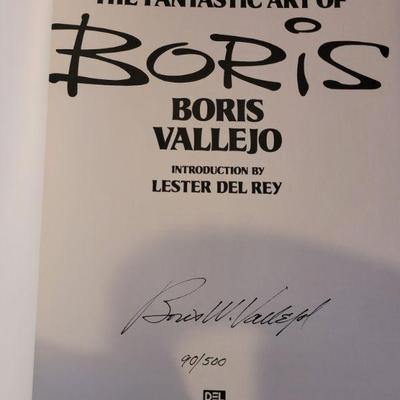 THE FANTASTIC ART OF
BORIS
BORIS
VALLEJO
INTRODUCTION BY
LESTER DEL REY
Boris W. Vallejo
90/500
DEL